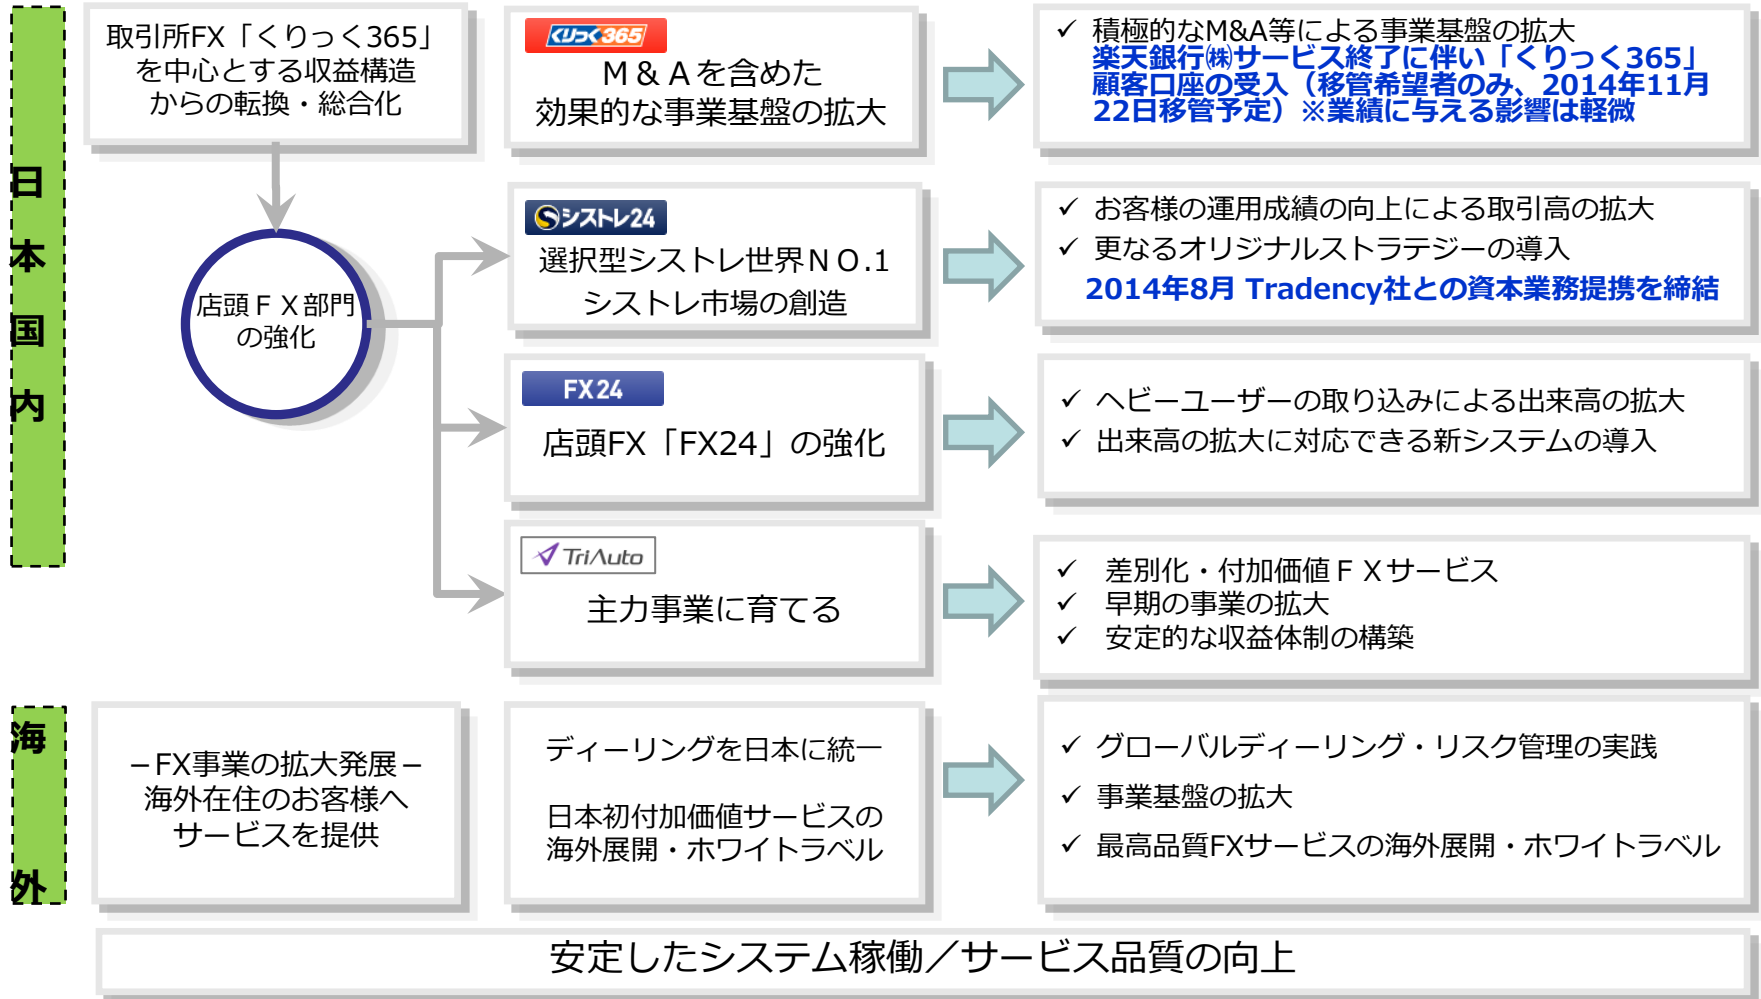 日本国内
取引所FX「くりっく365」
を中心とする収益構造
からの転換・総合化
くりっく365
M&Aを含めた
効果的な事業基盤の拡大
✓ 積極的なM&A等による事業基盤の拡大
楽天銀行㈱サービス終了に伴い「くりっく365」
顧客口座の受入（移管希望者のみ、2014年11月
22日移管予定）※業績に与える影響は軽微
店頭ＦＸ部門
の強化
シストレ24
選択型シストレ世界ＮＯ.1
シストレ市場の創造
✓ お客様の運用成績の向上による取引高の拡大
✓ 更なるオリジナルストラテジーの導入
2014年8月 Tradency社との資本業務提携を締結
FX24
店頭FX「FX24」の強化
✓ ヘビーユーザーの取り込みによる出来高の拡大
✓ 出来高の拡大に対応できる新システムの導入
TriAuto
主力事業に育てる
✓ 差別化・付加価値ＦＸサービス
✓ 早期の事業の拡大
✓ 安定的な収益体制の構築
海外
－FX事業の拡大発展－
海外在住のお客様へ
サービスを提供
ディーリングを日本に統一
日本初付加価値サービスの
海外展開・ホワイトラベル
✓ グローバルディーリング・リスク管理の実践
✓ 事業基盤の拡大
✓ 最高品質FXサービスの海外展開・ホワイトラベル
安定したシステム稼働／サービス品質の向上